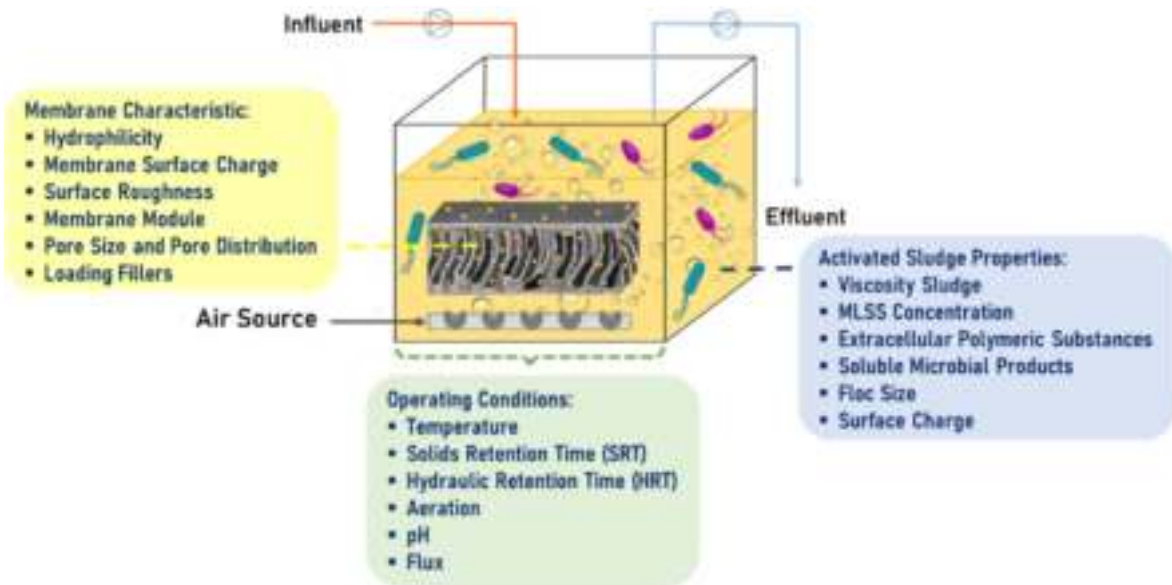 Influent
Membrane Characteristic:
▪ Hydrophilicity
▪ Membrane Surface Charge
▪ Surface Roughness
▪ Membrane Module
▪ Pore Size and Pore Distribution
▪ Loading Fillers
Air Source
Effluent
Activated Sludge Properties:
▪ Viscosity Sludge
▪ MLSS Concentration
▪ Extracellular Polymeric Substances
▪ Soluble Microbial Products
▪ Floc Size
▪ Surface Charge
Operating Conditions:
▪ Temperature
▪ Solids Retention Time (SRT)
▪ Hydraulic Retention Time (HRT)
▪ Aeration
▪ pH
▪ Flux